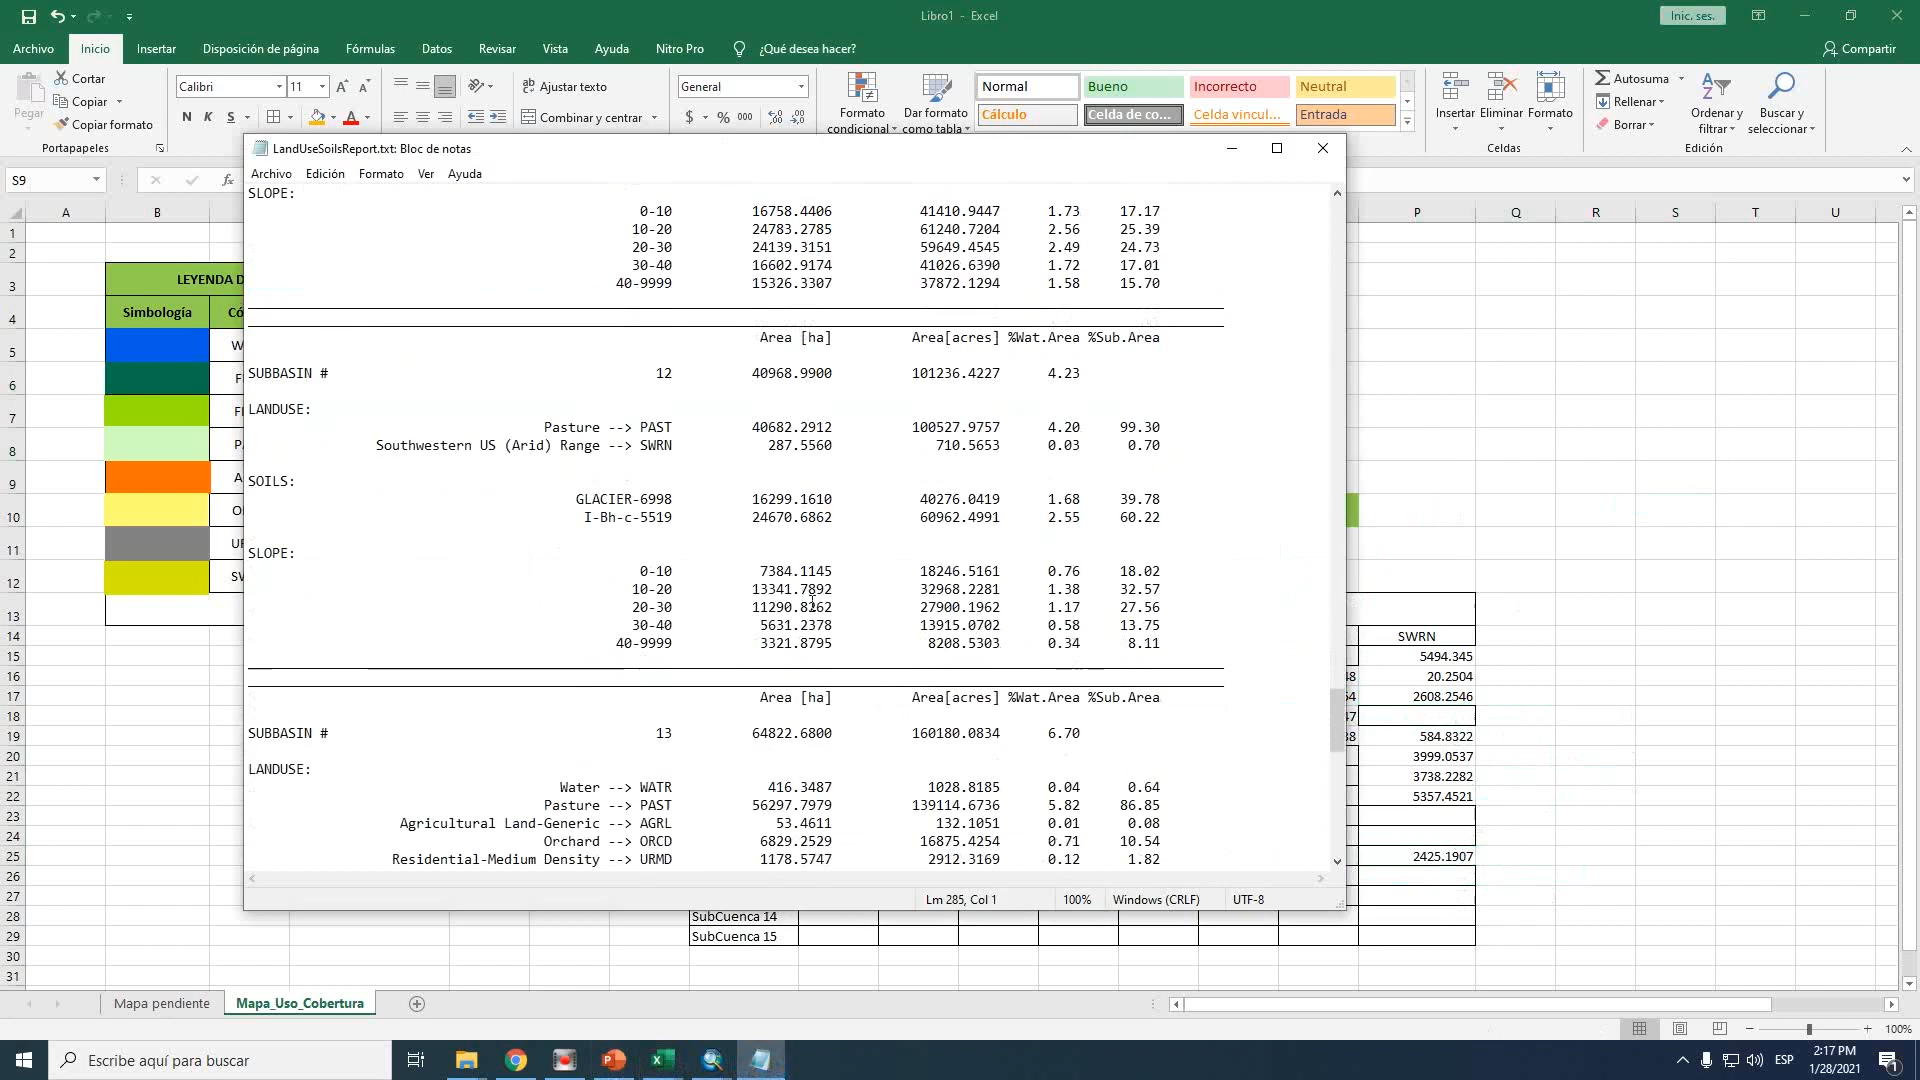 Libro1 - Excel
Inic. ses.
Archivo Inicio Insertar Disposición de página Fórmulas Datos Revisar Vista Ayuda Nitro Pro ¿Qué desea hacer? Compartir
Pegar
Cortar
Copiar
Copiar formato
Portapapeles
Calibri 11
N K S
Ajustar texto
Combinar y centrar
General
$ % 000
Formato condicional
Dar formato como tabla
Normal Bueno Incorrecto Neutral
Cálculo Celda de co... Celda vincul... Entrada
Insertar Eliminar Formato
Celdas
Autosuma
Rellenar
Borrar
Ordenar y filtrar
Buscar y seleccionar
Edición
S9
fx
A B P Q R S T U
LEYENDA D
Simbología Có
W
F
F
P
A
O
U
S
LandUseSoilsReport.txt: Bloc de notas
Archivo Edición Formato Ver Ayuda
SLOPE:
0-10 16758.4406 41410.9447 1.73 17.17
10-20 24783.2785 61240.7204 2.56 25.39
20-30 24139.3151 59649.4545 2.49 24.73
30-40 16602.9174 41026.6390 1.72 17.01
40-9999 15326.3307 37872.1294 1.58 15.70
Area [ha] Area[acres] %Wat.Area %Sub.Area
SUBBASIN # 12 40968.9900 101236.4227 4.23
LANDUSE:
Pasture --> PAST 40682.2912 100527.9757 4.20 99.30
Southwestern US (Arid) Range --> SWRN 287.5560 710.5653 0.03 0.70
SOILS:
GLACIER-6998 16299.1610 40276.0419 1.68 39.78
I-Bh-c-5519 24670.6862 60962.4991 2.55 60.22
SLOPE:
0-10 7384.1145 18246.5161 0.76 18.02
10-20 13341.7892 32968.2281 1.38 32.57
20-30 11290.8262 27900.1962 1.17 27.56
30-40 5631.2378 13915.0702 0.58 13.75
40-9999 3321.8795 8208.5303 0.34 8.11
Area [ha] Area[acres] %Wat.Area %Sub.Area
SUBBASIN # 13 64822.6800 160180.0834 6.70
LANDUSE:
Water --> WATR 416.3487 1028.8185 0.04 0.64
Pasture --> PAST 56297.7979 139114.6736 5.82 86.85
Agricultural Land-Generic --> AGRL 53.4611 132.1051 0.01 0.08
Orchard --> ORCD 6829.2529 16875.4254 0.71 10.54
Residential-Medium Density --> URMD 1178.5747 2912.3169 0.12 1.82
Lm 285, Col 1 100% Windows (CRLF) UTF-8
SWRN
5494.345
48 20.2504
64 2608.2546
47
38 584.8322
3999.0537
3738.2282
5357.4521
2425.1907
SubCuenca 14
SubCuenca 15
1
2
3
4
5
6
7
8
9
10
11
12
13
14
15
16
17
18
19
20
21
22
23
24
25
26
27
28
29
30
31
Mapa pendiente Mapa_Uso_Cobertura
100%
Escribe aquí para buscar
ESP
2:17 PM
1/28/2021
1